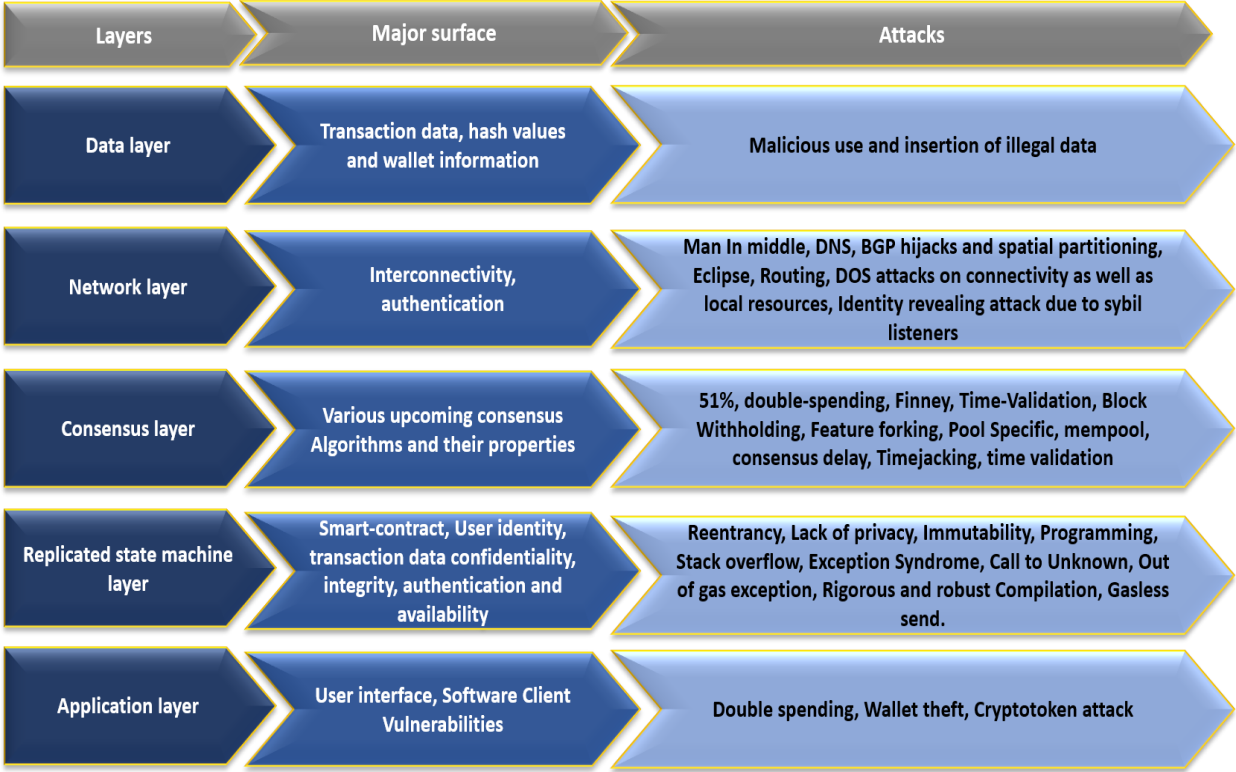 Layers
Major surface
Attacks
Data layer
Transaction data, hash values
and wallet information
Malicious use and insertion of illegal data
Network layer
Interconnectivity,
authentication
Man In middle, DNS, BGP hijacks and spatial partitioning,
Eclipse, Routing, DOS attacks on connectivity as well as
local resources, Identity revealing attack due to sybil
listeners
Consensus layer
Various upcoming consensus
Algorithms and their properties
51%, double-spending, Finney, Time-Validation, Block
Withholding, Feature forking, Pool Specific, mempool,
consensus delay, Timejacking, time validation
Replicated state machine
layer
Smart-contract, User identity,
transaction data confidentiality,
integrity, authentication and
availability
Reentrancy, Lack of privacy, Immutability, Programming,
Stack overflow, Exception Syndrome, Call to Unknown, Out
of gas exception, Rigorous and robust Compilation, Gasless
send.
Application layer
User interface, Software Client
Vulnerabilities
Double spending, Wallet theft, Cryptotoken attack